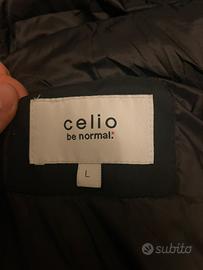 celio
be normal:
L
subito